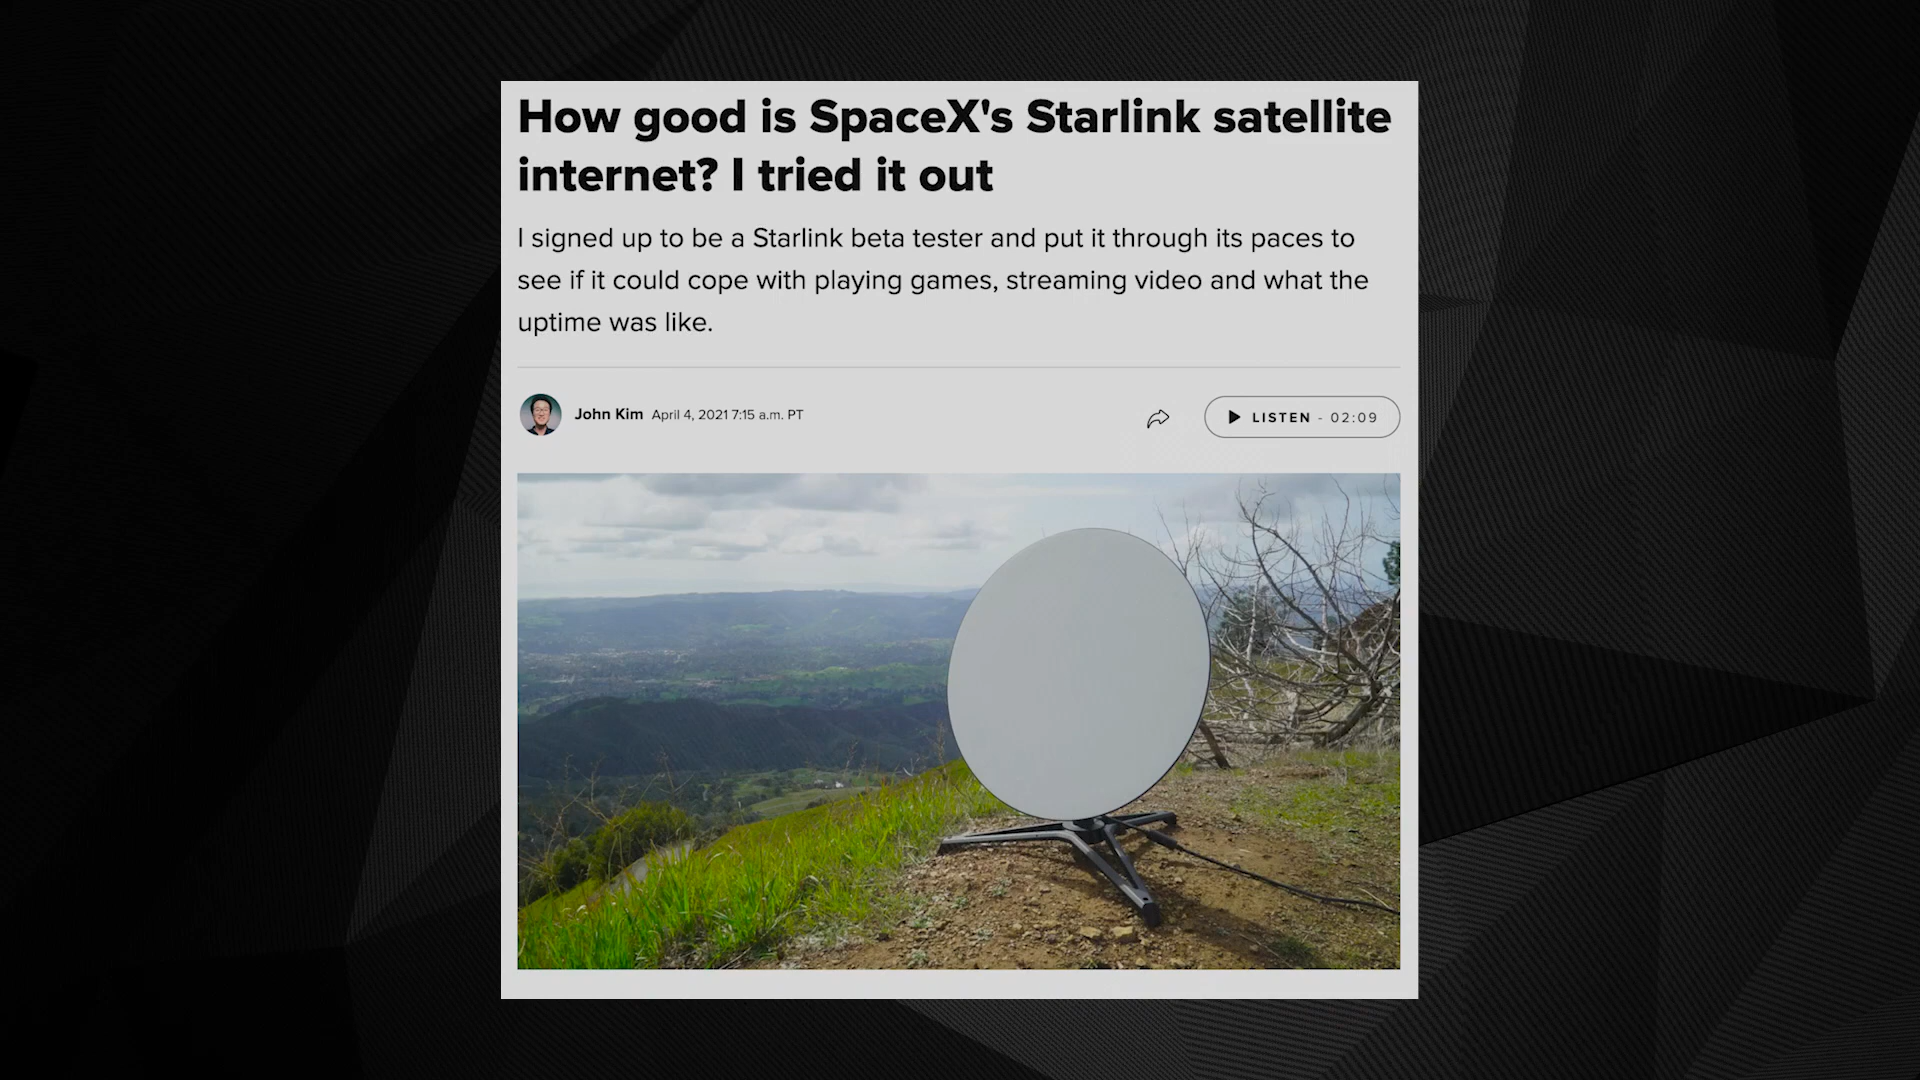 How good is SpaceX's Starlink satellite
internet? I tried it out
I signed up to be a Starlink beta tester and put it through its paces to
see if it could cope with playing games, streaming video and what the
uptime was like.
John Kim April 4, 2021 7:15 a.m. PT
LISTEN - 02:09